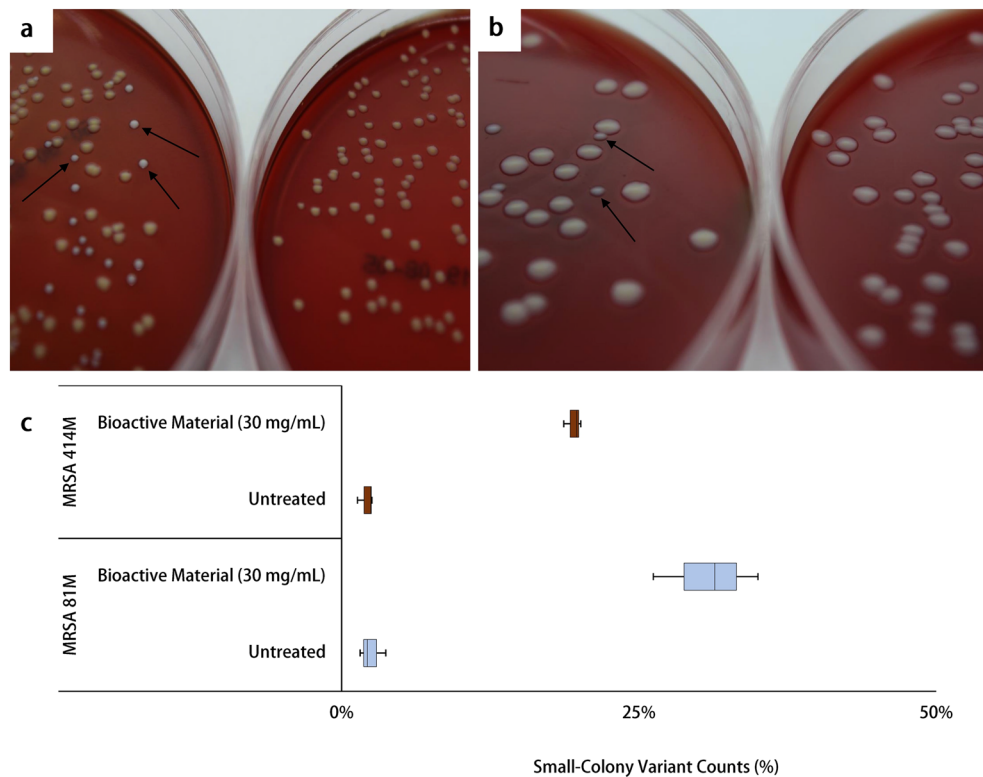 a
b
c
MRSA 414M
Bioactive Material (30 mg/mL)
Untreated
MRSA 81M
Bioactive Material (30 mg/mL)
Untreated
0%
25%
50%
Small-Colony Variant Counts (%)